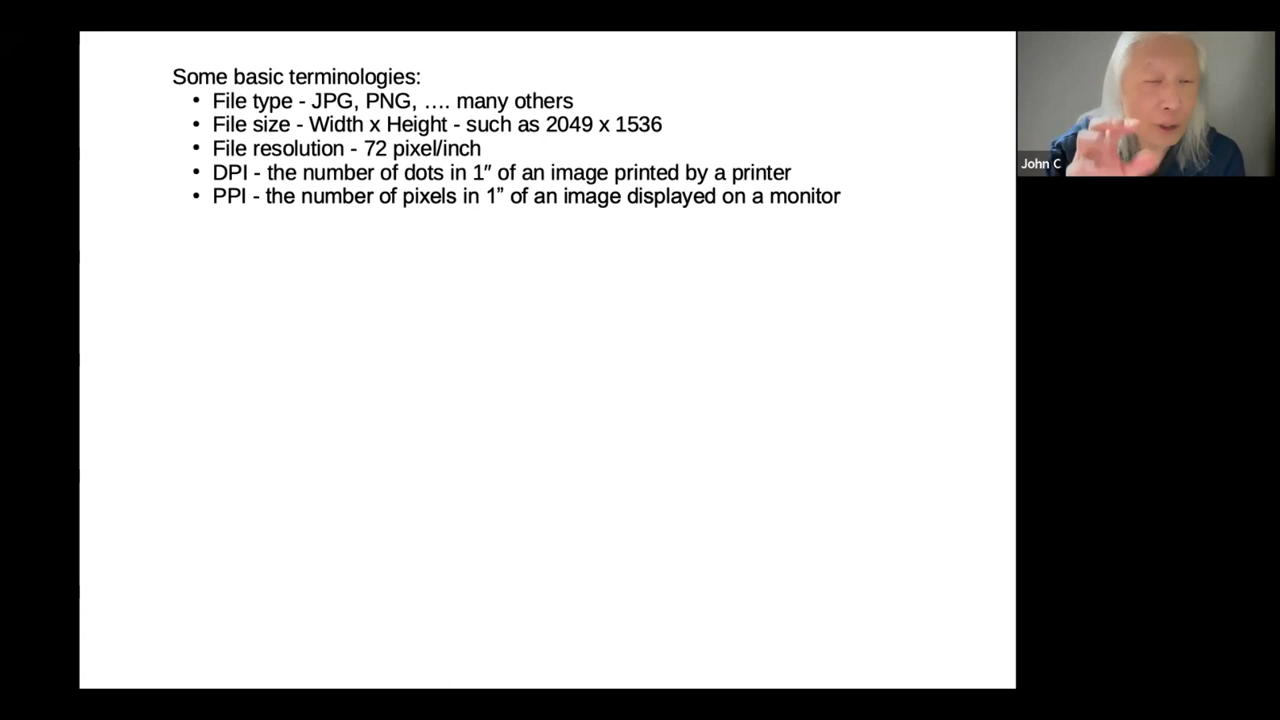 Some basic terminologies:
• File type - JPG, PNG, …. many others
• File size - Width x Height - such as 2049 x 1536
• File resolution - 72 pixel/inch
• DPI - the number of dots in 1″ of an image printed by a printer
• PPI - the number of pixels in 1” of an image displayed on a monitor
John C